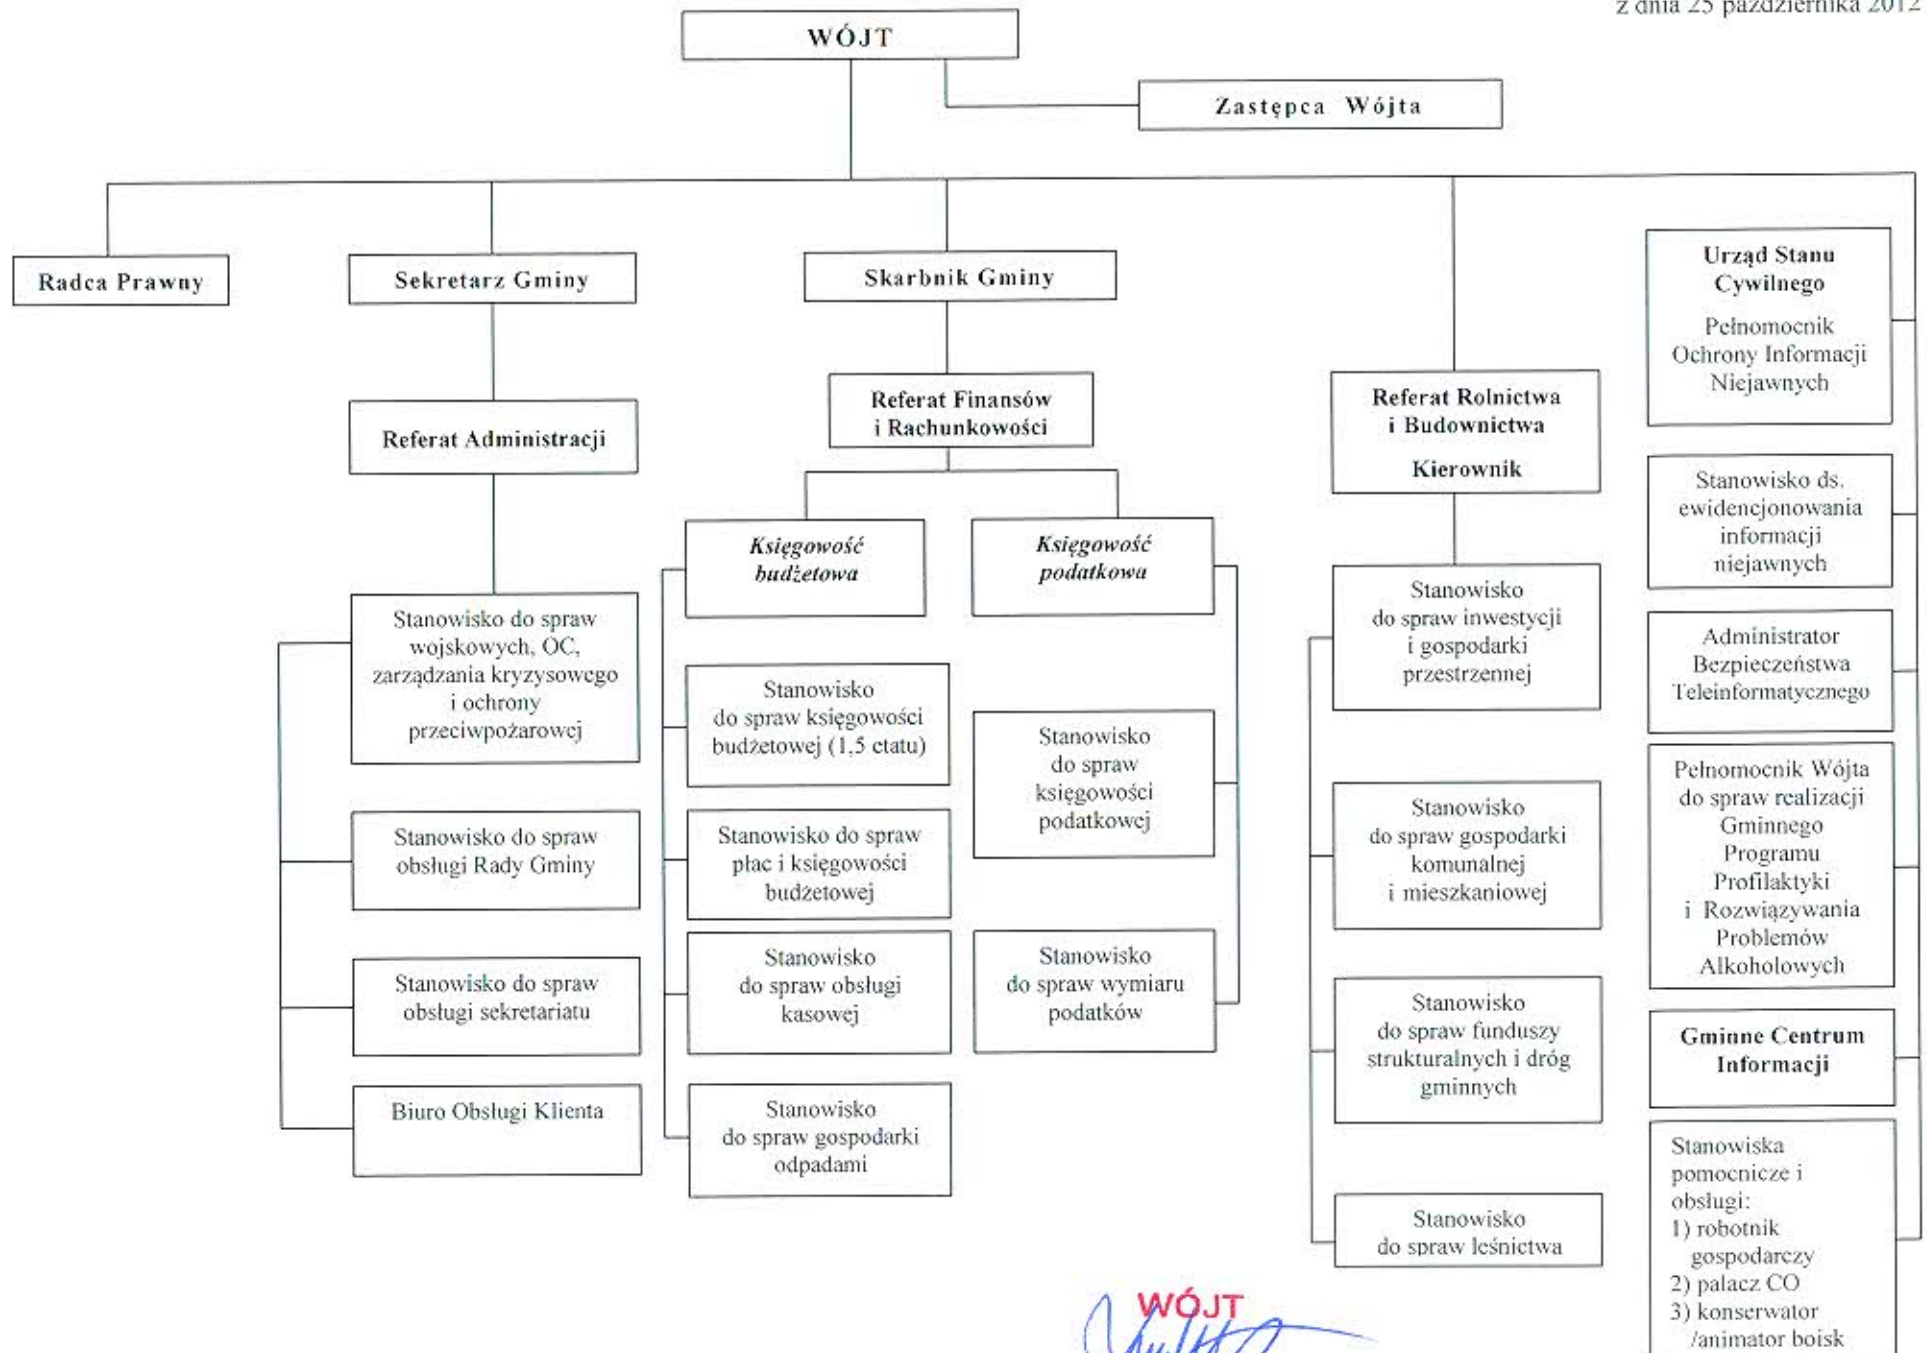 z dnia 25 października 2012
WÓJT
Zastępca Wójta
Radca Prawny
Sekretarz Gminy
Skarbnik Gminy
Urząd Stanu
Cywilnego
Pełnomocnik
Ochrony Informacji
Niejawnych
Referat Administracji
Referat Finansów
i Rachunkowości
Referat Rolnictwa
i Budownictwa
Kierownik
Stanowisko ds.
ewidencjonowania
informacji
niejawnych
Księgowość
budżetowa
Księgowość
podatkowa
Stanowisko do spraw
wojskowych, OC,
zarządzania kryzysowego
i ochrony
przeciwpożarowej
Stanowisko do spraw
obsługi Rady Gminy
Stanowisko do spraw
obsługi sekretariatu
Biuro Obsługi Klienta
Stanowisko
do spraw księgowości
budżetowej (1,5 etatu)
Stanowisko do spraw
płac i księgowości
budżetowej
Stanowisko
do spraw obsługi
kasowej
Stanowisko
do spraw gospodarki
odpadami
Stanowisko
do spraw
księgowości
podatkowej
Stanowisko
do spraw wymiaru
podatków
Stanowisko
do spraw inwestycji
i gospodarki
przestrzennej
Stanowisko
do spraw gospodarki
komunalnej
i mieszkaniowej
Stanowisko
do spraw funduszy
strukturalnych i dróg
gminnych
Stanowisko
do spraw leśnictwa
Administrator
Bezpieczeństwa
Teleinformatycznego
Pełnomocnik Wójta
do spraw realizacji
Gminnego
Programu
Profilaktyki
i Rozwiązywania
Problemów
Alkoholowych
Gminne Centrum
Informacji
Stanowiska
pomocnicze i
obsługi:
1) robotnik
gospodarczy
2) palacz CO
3) konserwator
/animator boisk
WÓJT